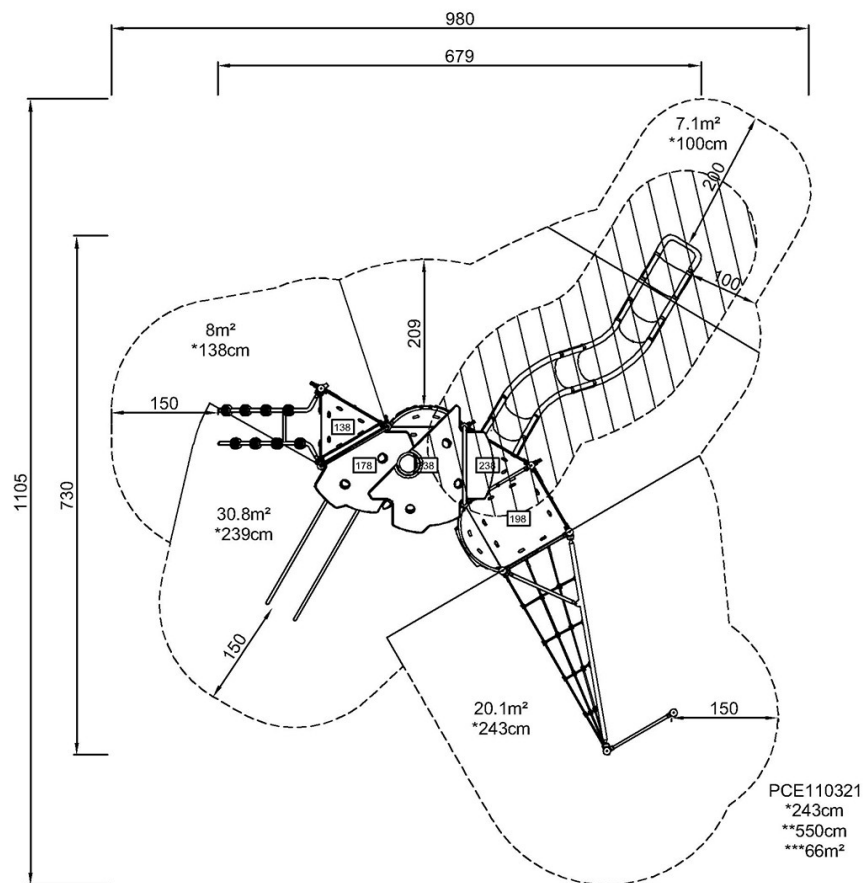 980
679
7.1m²
*100cm
200
100
8m²
*138cm
209
150
138
178
238
238
198
1105
730
30.8m²
*239cm
150
20.1m²
*243cm
150
PCE110321
*243cm
**550cm
***66m²